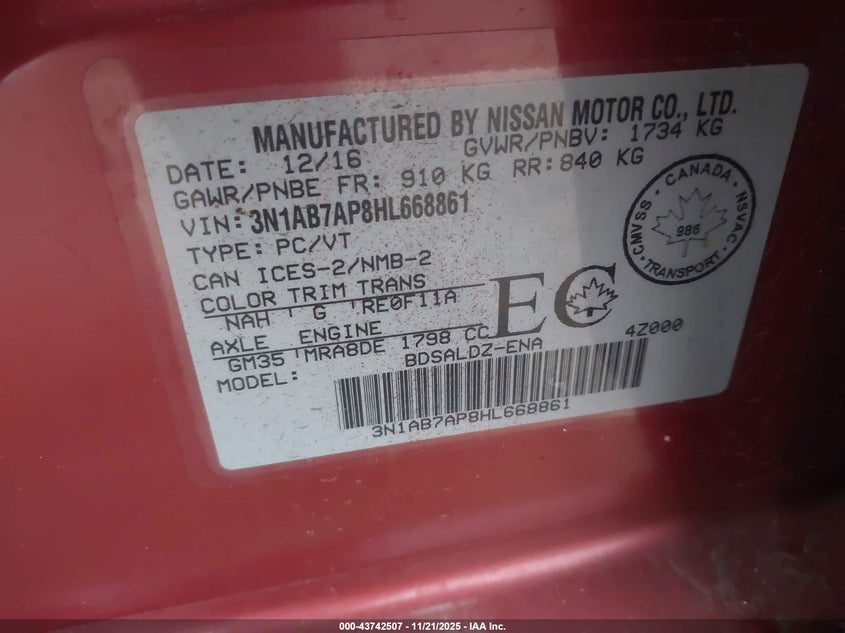 MANUFACTURED BY NISSAN MOTOR CO., LTD.
DATE: 12/16 GVWR/PNBV: 1734 KG
GAWR/PNBE FR: 910 KG RR: 840 KG
VIN: 3N1AB7AP8HL668861
TYPE: PC/VT
CAN ICES-2/NMB-2
COLOR TRIM TRANS
NAH G RE0F11A
AXLE ENGINE
GM35 MRA8DE 1798 CC
MODEL: BDSALDZ-ENA 4Z000
EC
3N1AB7AP8HL668861
CANADA
CMVSS 986 NSVAC
TRANSPORT
000-43742507 | 11/21/2025 | IAA Inc.